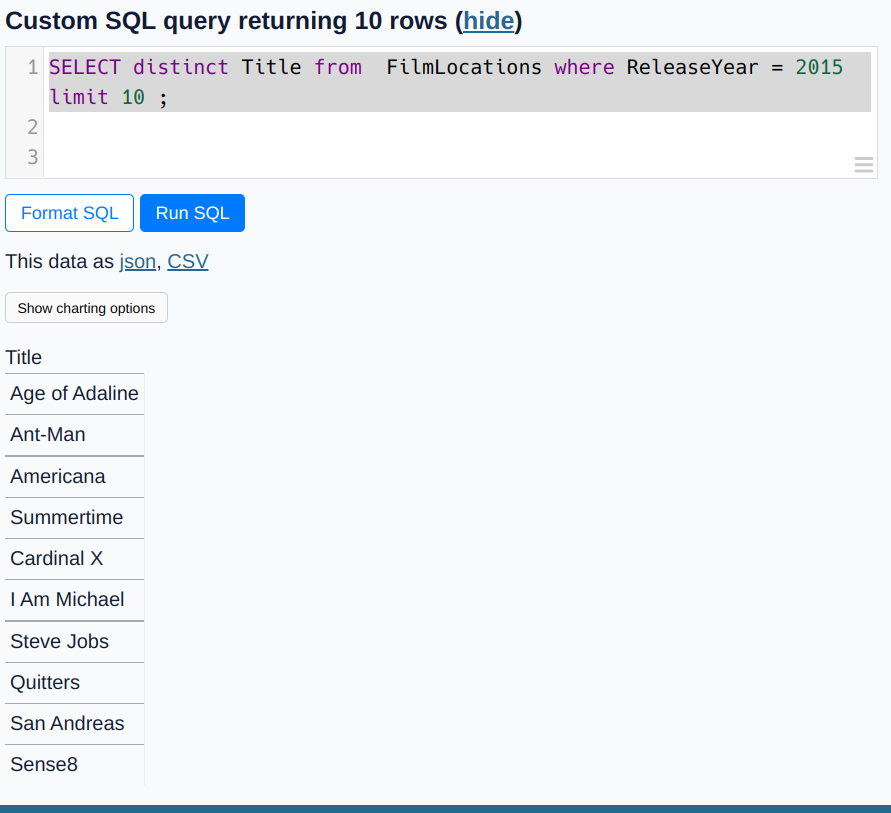 Custom SQL query returning 10 rows (hide)
1 SELECT distinct Title from  FilmLocations where ReleaseYear = 2015
limit 10 ;
2
3
Format SQL Run SQL
This data as json, CSV
Show charting options
Title
Age of Adaline
Ant-Man
Americana
Summertime
Cardinal X
I Am Michael
Steve Jobs
Quitters
San Andreas
Sense8